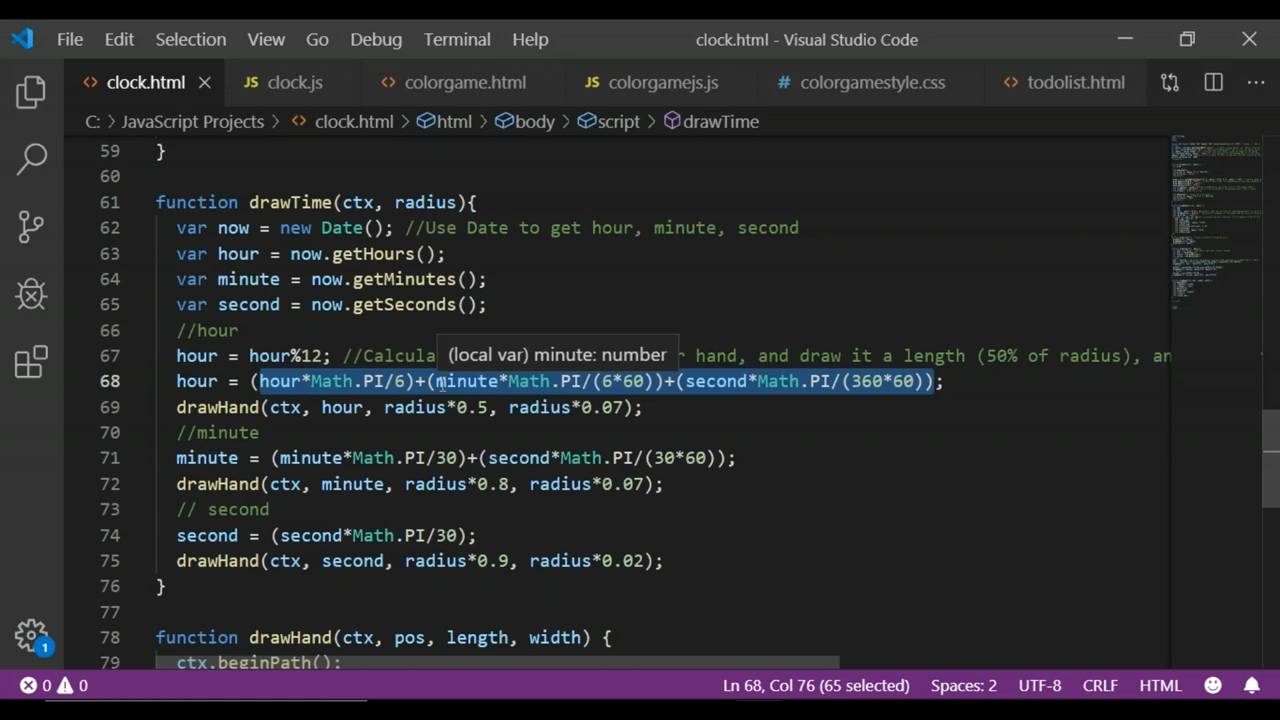 File Edit Selection View Go Debug Terminal Help clock.html - Visual Studio Code
clock.html clock.js colorgame.html colorgamejs.js colorgamestyle.css todolist.html
C: > JavaScript Projects > clock.html > html > body > script > drawTime
59 }
60
61 function drawTime(ctx, radius){
62 var now = new Date(); //Use Date to get hour, minute, second
63 var hour = now.getHours();
64 var minute = now.getMinutes();
65 var second = now.getSeconds();
66 //hour
(local var) minute: number
67 hour = hour%12; //Calcula hand, and draw it a length (50% of radius), an
68 hour = (hour*Math.PI/6)+(minute*Math.PI/(6*60))+(second*Math.PI/(360*60));
69 drawHand(ctx, hour, radius*0.5, radius*0.07);
70 //minute
71 minute = (minute*Math.PI/30)+(second*Math.PI/(30*60));
72 drawHand(ctx, minute, radius*0.8, radius*0.07);
73 // second
74 second = (second*Math.PI/30);
75 drawHand(ctx, second, radius*0.9, radius*0.02);
76 }
77
78 function drawHand(ctx, pos, length, width) {
79 ctx.beginPath();
1
0 0 Ln 68, Col 76 (65 selected) Spaces: 2 UTF-8 CRLF HTML